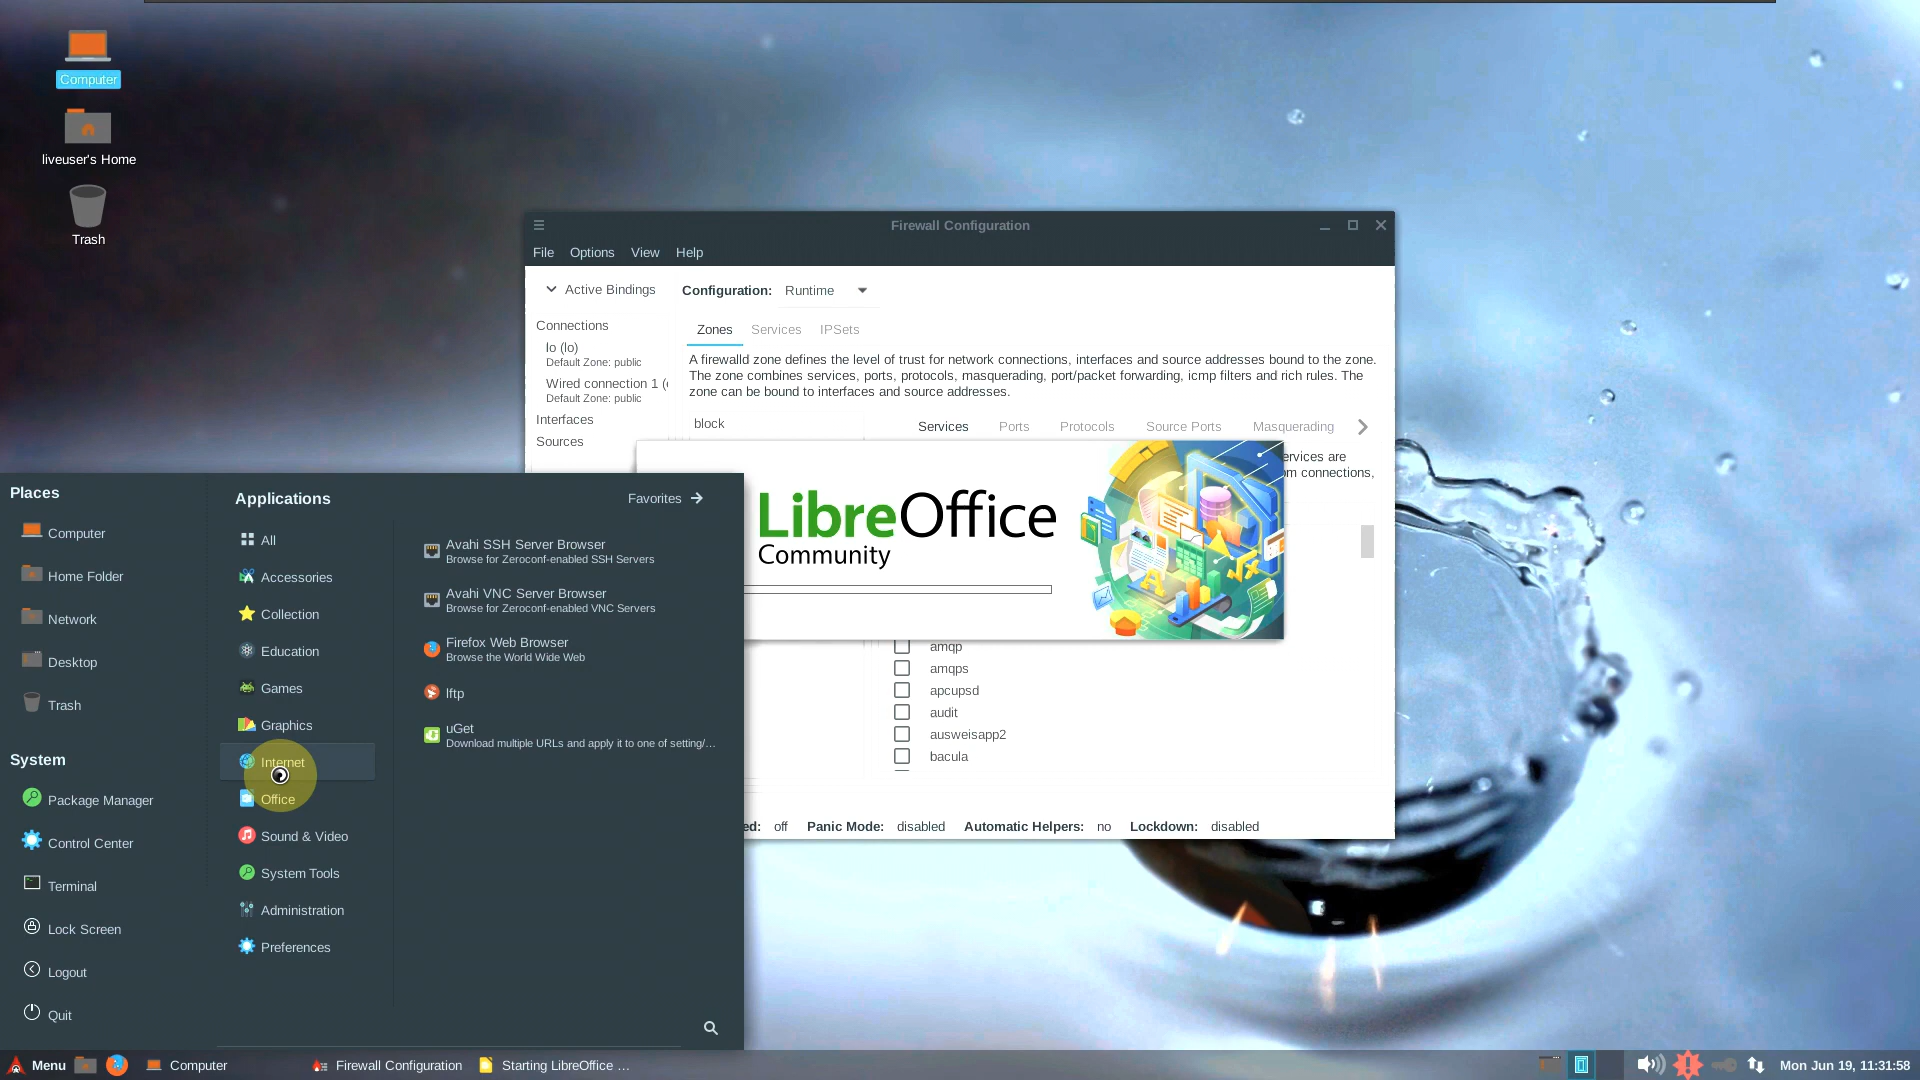 Computer
liveuser's Home
Trash
Firewall Configuration
File Options View Help
Active Bindings
Configuration: Runtime
Connections
lo (lo)
Default Zone: public
Wired connection 1 (
Default Zone: public
Interfaces
Sources
Zones Services IPSets
A firewalld zone defines the level of trust for network connections, interfaces and source addresses bound to the zone.
The zone combines services, ports, protocols, masquerading, port/packet forwarding, icmp filters and rich rules. The
zone can be bound to interfaces and source addresses.
block
Services Ports Protocols Source Ports Masquerading
ervices are
om connections,
LibreOffice
Community
amqp
amqps
apcupsd
audit
ausweisapp2
bacula
ed: off Panic Mode: disabled Automatic Helpers: no Lockdown: disabled
Places
Computer
Home Folder
Network
Desktop
Trash
System
Package Manager
Control Center
Terminal
Lock Screen
Logout
Quit
Applications
Favorites
All
Accessories
Collection
Education
Games
Graphics
Internet
Office
Sound & Video
System Tools
Administration
Preferences
Avahi SSH Server Browser
Browse for Zeroconf-enabled SSH Servers
Avahi VNC Server Browser
Browse for Zeroconf-enabled VNC Servers
Firefox Web Browser
Browse the World Wide Web
lftp
uGet
Download multiple URLs and apply it to one of setting/...
Menu Computer Firewall Configuration Starting LibreOffice ... Mon Jun 19, 11:31:58